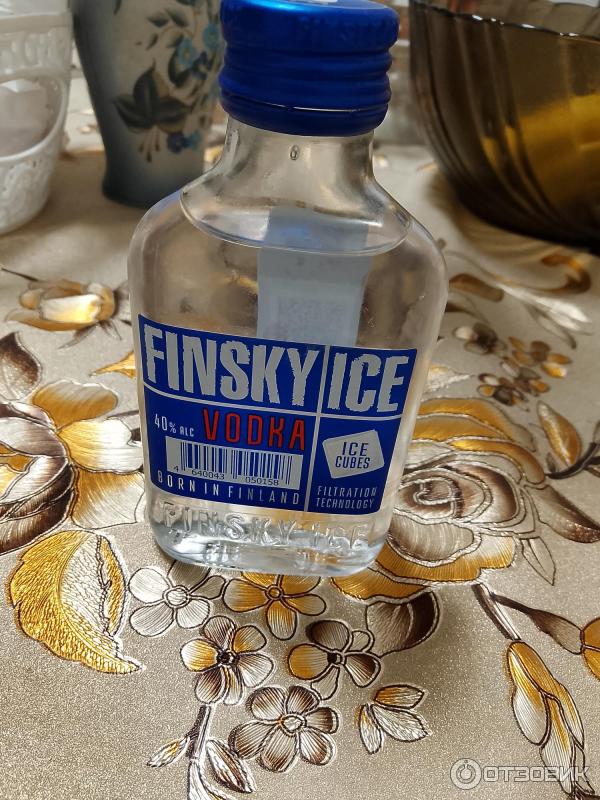 FINSKY ICE
40% ALC VODKA
ICE CUBES
4 640043 050158
BORN IN FINLAND
FILTRATION TECHNOLOGY
FINSKY ICE
ОТЗОВИК